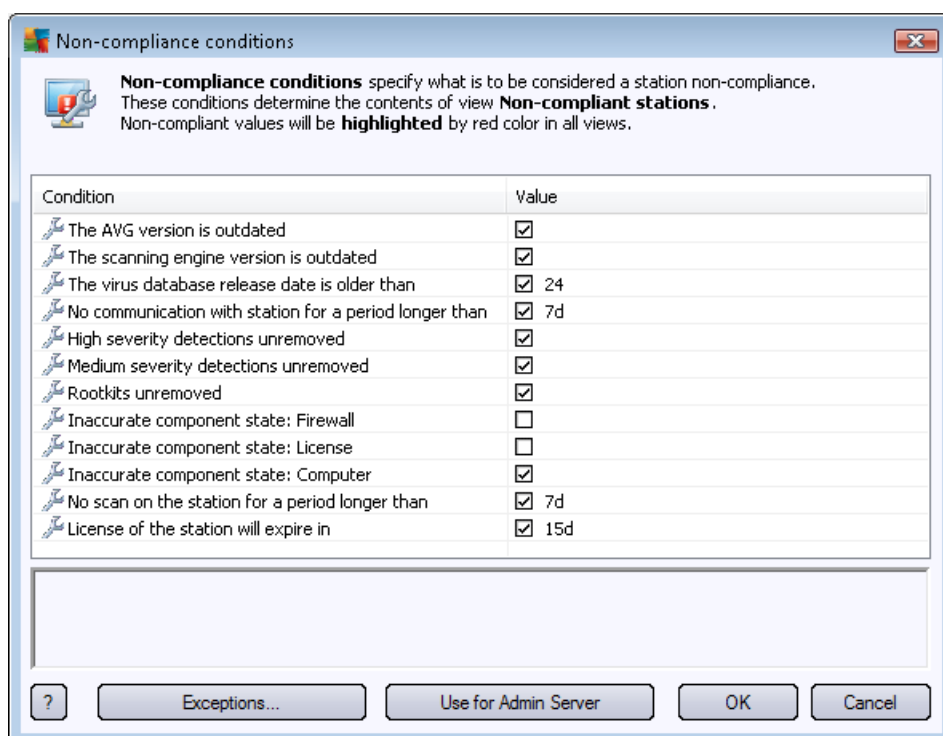 Non-compliance conditions
Non-compliance conditions specify what is to be considered a station non-compliance.
These conditions determine the contents of view Non-compliant stations.
Non-compliant values will be highlighted by red color in all views.
Condition Value
The AVG version is outdated
The scanning engine version is outdated
The virus database release date is older than 24
No communication with station for a period longer than 7d
High severity detections unremoved
Medium severity detections unremoved
Rootkits unremoved
Inaccurate component state: Firewall
Inaccurate component state: License
Inaccurate component state: Computer
No scan on the station for a period longer than 7d
License of the station will expire in 15d
? Exceptions... Use for Admin Server OK Cancel